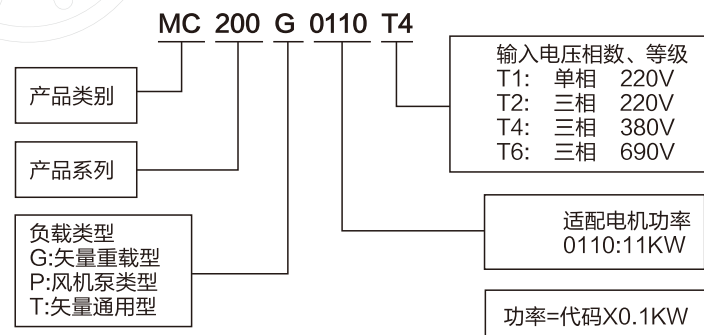 MC 200 G 0110 T4
产品类别
产品系列
负载类型
G:矢量重载型
P:风机泵类型
T:矢量通用型
输入电压相数、等级
T1: 单相 220V
T2: 三相 220V
T4: 三相 380V
T6: 三相 690V
适配电机功率
0110:11KW
功率=代码X0.1KW